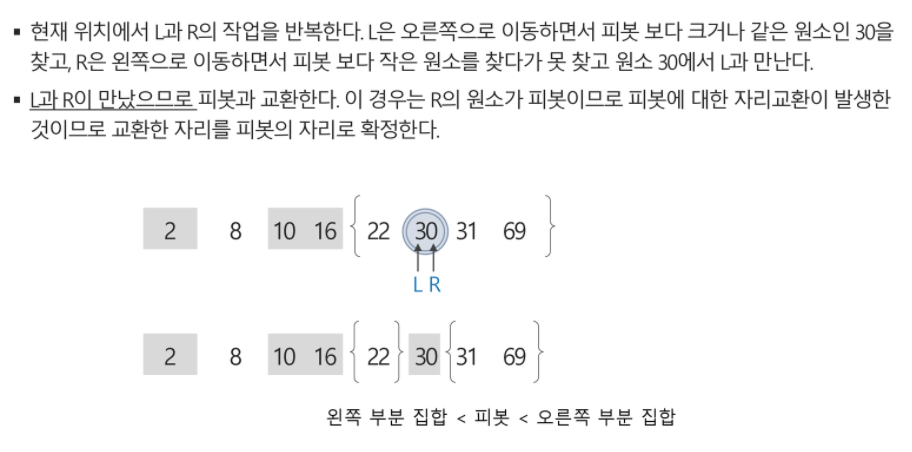 ▪ 현재 위치에서 L과 R의 작업을 반복한다. L은 오른쪽으로 이동하면서 피봇 보다 크거나 같은 원소인 30을
찾고, R은 왼쪽으로 이동하면서 피봇 보다 작은 원소를 찾다가 못 찾고 원소 30에서 L과 만난다.
▪ L과 R이 만났으므로 피봇과 교환한다. 이 경우는 R의 원소가 피봇이므로 피봇에 대한 자리교환이 발생한
것이므로 교환한 자리를 피봇의 자리로 확정한다.
2 8 10 16 { 22 30 31 69 }
L R
2 8 10 16 { 22 } 30 { 31 69 }
왼쪽 부분 집합 < 피봇 < 오른쪽 부분 집합